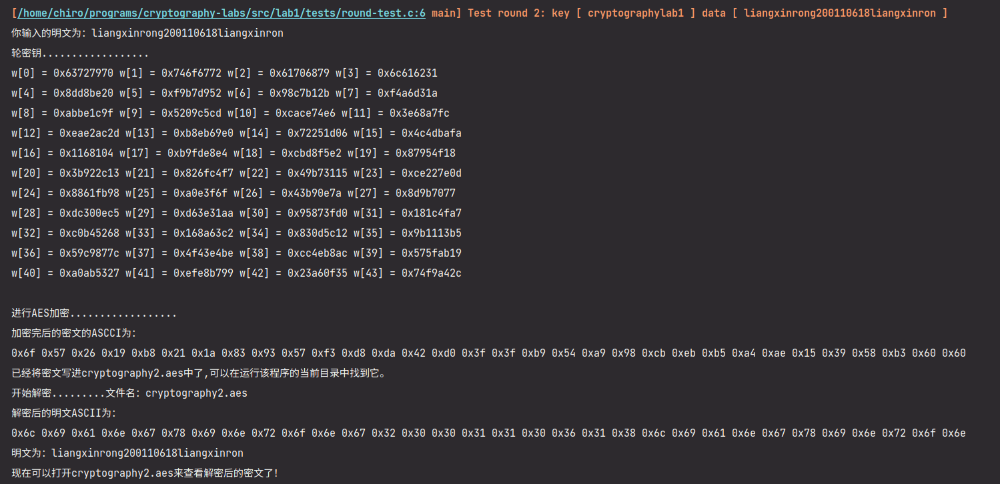 [/home/chiro/programs/cryptography-labs/src/lab1/tests/round-test.c:6 main] Test round 2: key [ cryptographylab1 ] data [ liangxinrong200110618liangxinron ]
你输入的明文为：liangxinrong200110618liangxinron
轮密钥..................
w[0] = 0x63727970 w[1] = 0x746f6772 w[2] = 0x61706879 w[3] = 0x6c616231
w[4] = 0x8dd8be20 w[5] = 0xf9b7d952 w[6] = 0x98c7b12b w[7] = 0xf4a6d31a
w[8] = 0xabbe1c9f w[9] = 0x5209c5cd w[10] = 0xcace74e6 w[11] = 0x3e68a7fc
w[12] = 0xeae2ac2d w[13] = 0xb8eb69e0 w[14] = 0x72251d06 w[15] = 0x4c4dbafa
w[16] = 0x1168104 w[17] = 0xb9fde8e4 w[18] = 0xcbd8f5e2 w[19] = 0x87954f18
w[20] = 0x3b922c13 w[21] = 0x826fc4f7 w[22] = 0x49b73115 w[23] = 0xce227e0d
w[24] = 0x8861fb98 w[25] = 0xa0e3f6f w[26] = 0x43b90e7a w[27] = 0x8d9b7077
w[28] = 0xdc300ec5 w[29] = 0xd63e31aa w[30] = 0x95873fd0 w[31] = 0x181c4fa7
w[32] = 0xc0b45268 w[33] = 0x168a63c2 w[34] = 0x830d5c12 w[35] = 0x9b1113b5
w[36] = 0x59c9877c w[37] = 0x4f43e4be w[38] = 0xcc4eb8ac w[39] = 0x575fab19
w[40] = 0xa0ab5327 w[41] = 0xefe8b799 w[42] = 0x23a60f35 w[43] = 0x74f9a42c
进行AES加密..................
加密完后的密文的ASCCI为：
0x6f 0x57 0x26 0x19 0xb8 0x21 0x1a 0x83 0x93 0x57 0xf3 0xd8 0xda 0x42 0xd0 0x3f 0x3f 0xb9 0x54 0xa9 0x98 0xcb 0xeb 0xb5 0xa4 0xae 0x15 0x39 0x58 0xb3 0x60 0x60
已经将密文写进cryptography2.aes中了,可以在运行该程序的当前目录中找到它。
开始解密.........文件名：cryptography2.aes
解密后的明文ASCII为：
0x6c 0x69 0x61 0x6e 0x67 0x78 0x69 0x6e 0x72 0x6f 0x6e 0x67 0x32 0x30 0x30 0x31 0x31 0x30 0x36 0x31 0x38 0x6c 0x69 0x61 0x6e 0x67 0x78 0x69 0x6e 0x72 0x6f 0x6e
明文为：liangxinrong200110618liangxinron
现在可以打开cryptography2.aes来查看解密后的密文了！